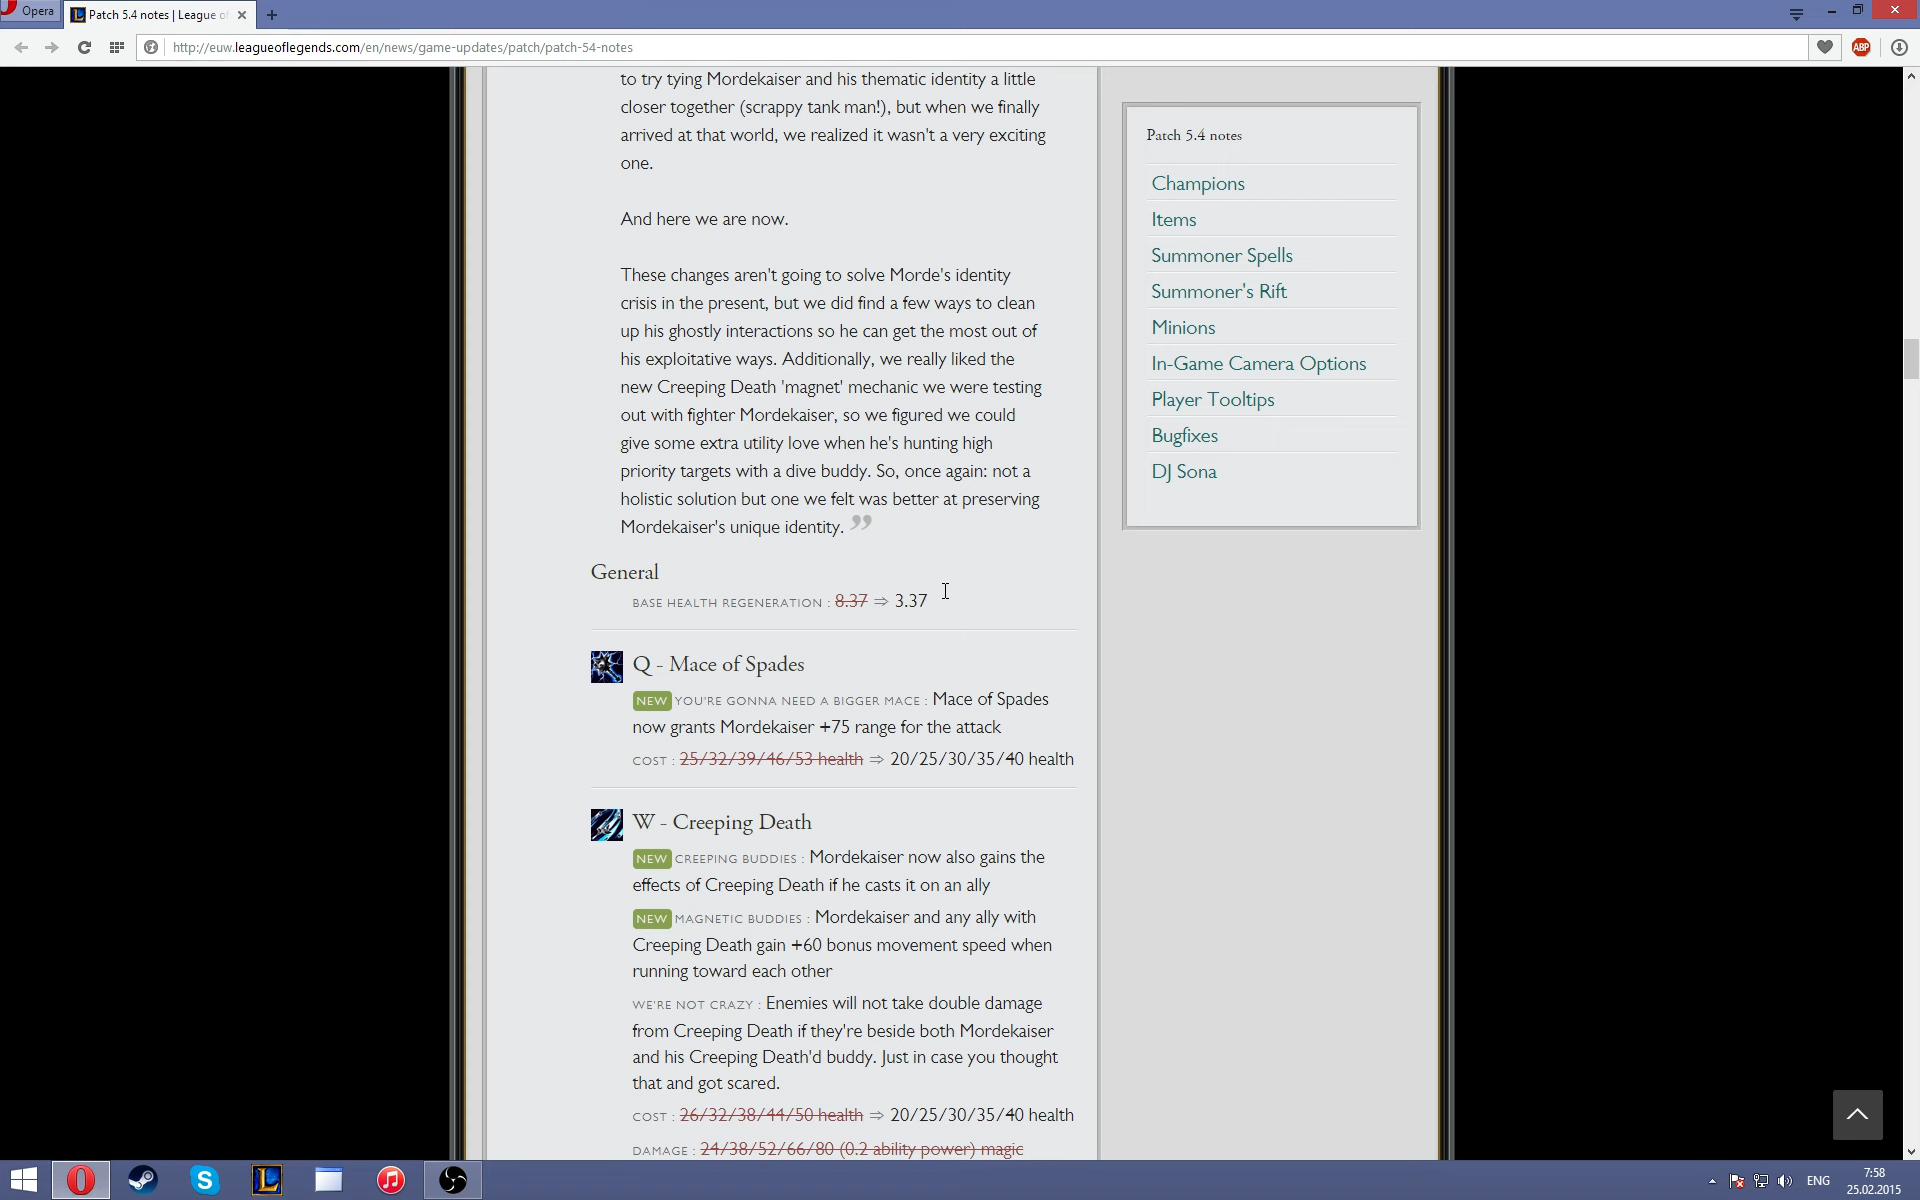 Opera
Patch 5.4 notes | League of
http://euw.leagueoflegends.com/en/news/game-updates/patch/patch-54-notes
ABP
to try tying Mordekaiser and his thematic identity a little
closer together (scrappy tank man!), but when we finally
arrived at that world, we realized it wasn't a very exciting
one.
And here we are now.
These changes aren't going to solve Morde's identity
crisis in the present, but we did find a few ways to clean
up his ghostly interactions so he can get the most out of
his exploitative ways. Additionally, we really liked the
new Creeping Death 'magnet' mechanic we were testing
out with fighter Mordekaiser, so we figured we could
give some extra utility love when he's hunting high
priority targets with a dive buddy. So, once again: not a
holistic solution but one we felt was better at preserving
Mordekaiser's unique identity. ”
General
BASE HEALTH REGENERATION : 8.37 ⇒ 3.37
Q - Mace of Spades
NEW YOU'RE GONNA NEED A BIGGER MACE : Mace of Spades
now grants Mordekaiser +75 range for the attack
COST : 25/32/39/46/53 health ⇒ 20/25/30/35/40 health
W - Creeping Death
NEW CREEPING BUDDIES : Mordekaiser now also gains the
effects of Creeping Death if he casts it on an ally
NEW MAGNETIC BUDDIES : Mordekaiser and any ally with
Creeping Death gain +60 bonus movement speed when
running toward each other
WE'RE NOT CRAZY : Enemies will not take double damage
from Creeping Death if they're beside both Mordekaiser
and his Creeping Death'd buddy. Just in case you thought
that and got scared.
COST : 26/32/38/44/50 health ⇒ 20/25/30/35/40 health
DAMAGE : 24/38/52/66/80 (0.2 ability power) magic
Patch 5.4 notes
Champions
Items
Summoner Spells
Summoner's Rift
Minions
In-Game Camera Options
Player Tooltips
Bugfixes
DJ Sona
ENG
7:58
25.02.2015